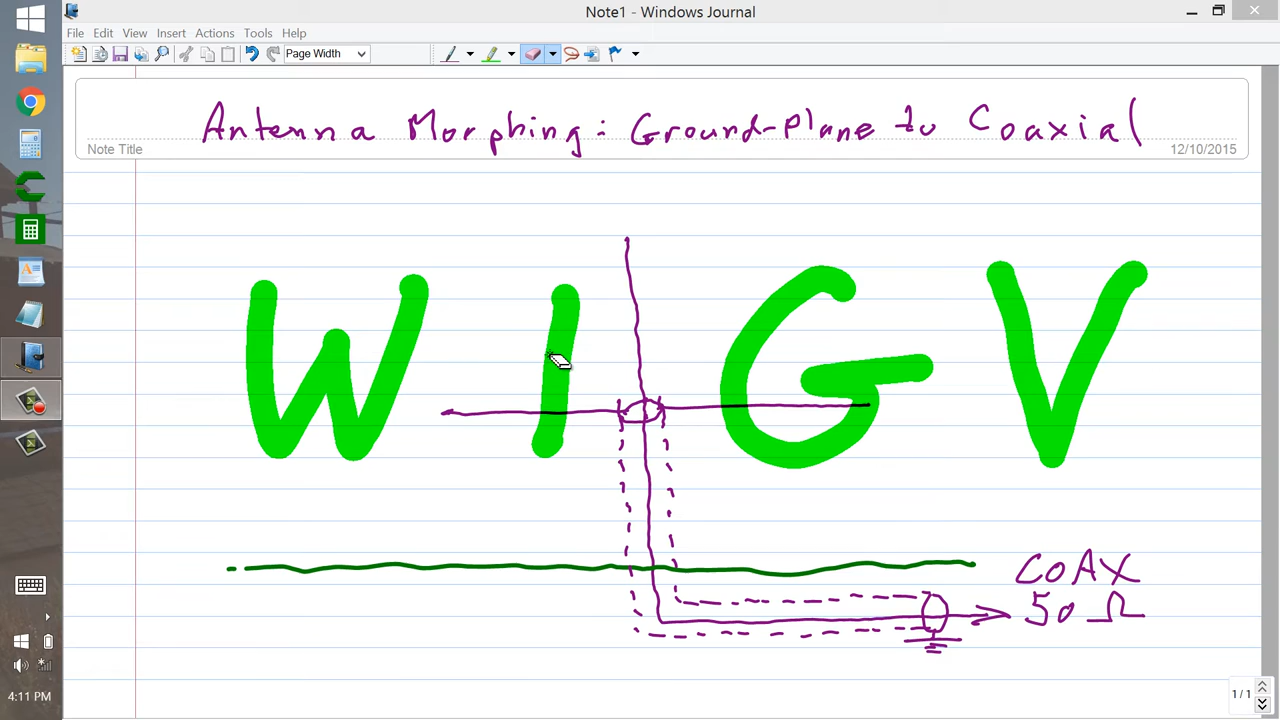 Note1 - Windows Journal
File Edit View Insert Actions Tools Help
Page Width
Antenna Morphing: Ground-Plane to Coaxial
Note Title
12/10/2015
W I G V
COAX
50 Ω
1 / 1
4:11 PM